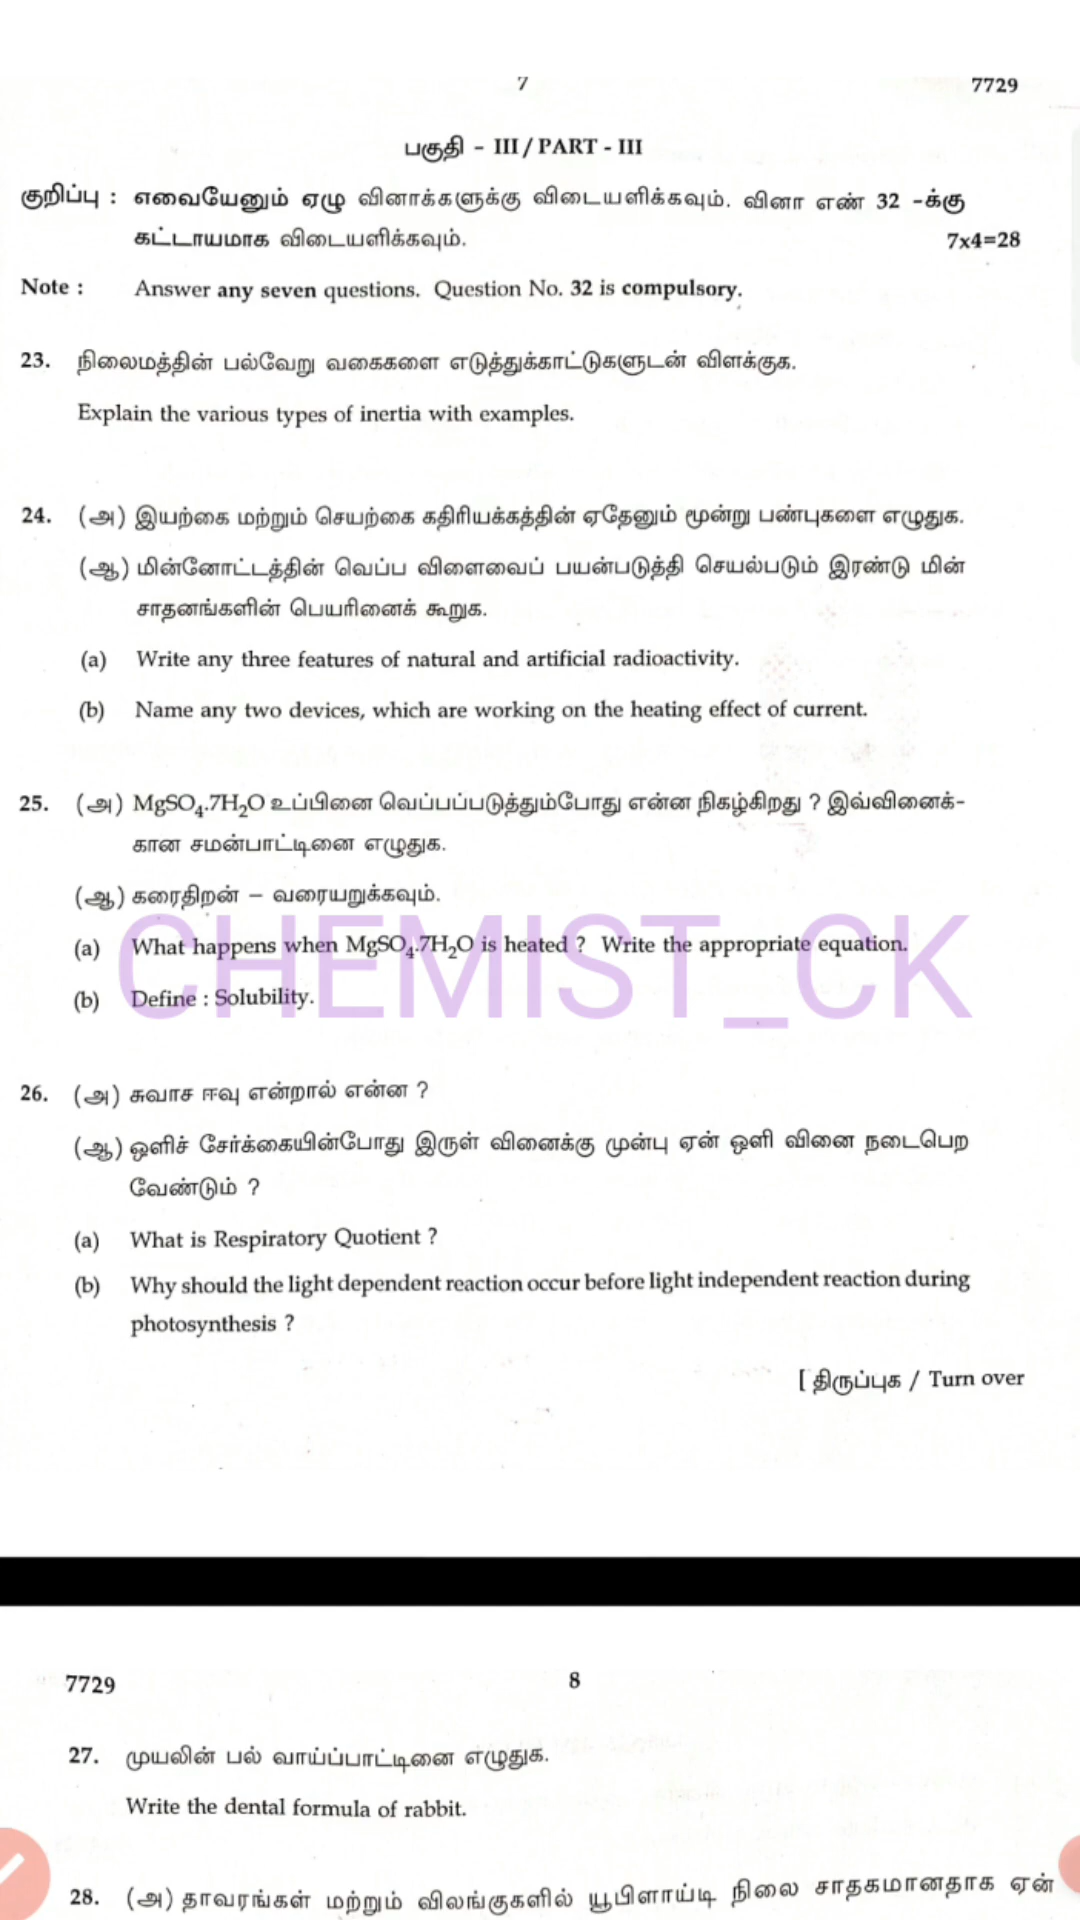 7 7729
பகுதி - III / PART - III
குறிப்பு : எவையேனும் ஏழு வினாக்களுக்கு விடையளிக்கவும். வினா எண் 32 -க்கு
கட்டாயமாக விடையளிக்கவும். 7x4=28
Note : Answer any seven questions. Question No. 32 is compulsory.
23. நிலைமத்தின் பல்வேறு வகைகளை எடுத்துக்காட்டுகளுடன் விளக்குக.
Explain the various types of inertia with examples.
24. (அ) இயற்கை மற்றும் செயற்கை கதிரியக்கத்தின் ஏதேனும் மூன்று பண்புகளை எழுதுக.
(ஆ) மின்னோட்டத்தின் வெப்ப விளைவைப் பயன்படுத்தி செயல்படும் இரண்டு மின்
சாதனங்களின் பெயரினைக் கூறுக.
(a) Write any three features of natural and artificial radioactivity.
(b) Name any two devices, which are working on the heating effect of current.
25. (அ) MgSO₄.7H₂O உப்பினை வெப்பப்படுத்தும்போது என்ன நிகழ்கிறது ? இவ்வினைக்-
கான சமன்பாட்டினை எழுதுக.
(ஆ) கரைதிறன் – வரையறுக்கவும்.
CHEMIST_CK
(a) What happens when MgSO₄.7H₂O is heated ? Write the appropriate equation.
(b) Define : Solubility.
26. (அ) சுவாச ஈவு என்றால் என்ன ?
(ஆ) ஒளிச் சேர்க்கையின்போது இருள் வினைக்கு முன்பு ஏன் ஒளி வினை நடைபெற
வேண்டும் ?
(a) What is Respiratory Quotient ?
(b) Why should the light dependent reaction occur before light independent reaction during
photosynthesis ?
[ திருப்புக / Turn over
7729 8
27. முயலின் பல் வாய்ப்பாட்டினை எழுதுக.
Write the dental formula of rabbit.
28. (அ) தாவரங்கள் மற்றும் விலங்குகளில் யூபிளாய்டி நிலை சாதகமானதாக ஏன்